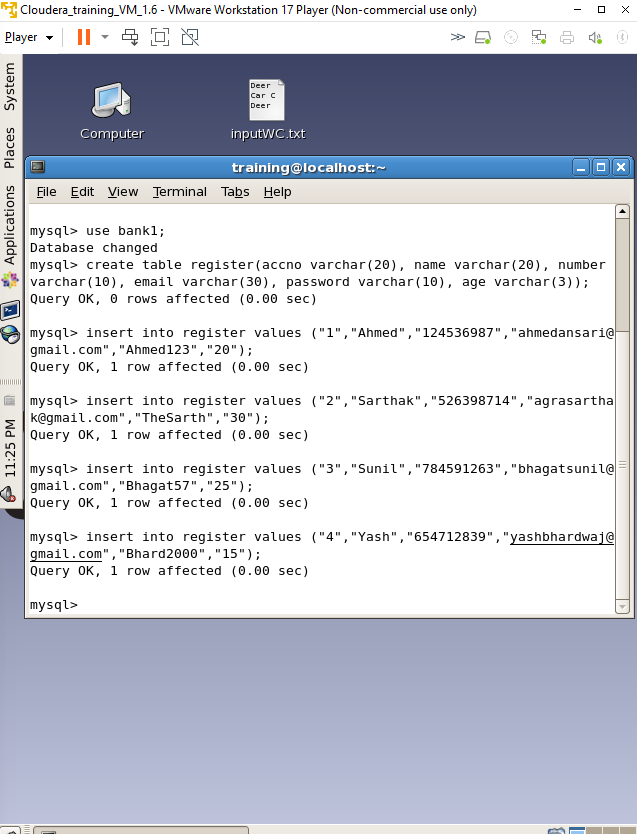 Cloudera_training_VM_1.6 - VMware Workstation 17 Player (Non-commercial use only)
Player
System
Places
Applications
11:25 PM
Deer
Car C
Deer
Computer
inputWC.txt
training@localhost:~
File Edit View Terminal Tabs Help
mysql> use bank1;
Database changed
mysql> create table register(accno varchar(20), name varchar(20), number
varchar(10), email varchar(30), password varchar(10), age varchar(3));
Query OK, 0 rows affected (0.00 sec)
mysql> insert into register values ("1","Ahmed","124536987","ahmedansari@
gmail.com","Ahmed123","20");
Query OK, 1 row affected (0.00 sec)
mysql> insert into register values ("2","Sarthak","526398714","agrasartha
k@gmail.com","TheSarth","30");
Query OK, 1 row affected (0.00 sec)
mysql> insert into register values ("3","Sunil","784591263","bhagatsunil@
gmail.com","Bhagat57","25");
Query OK, 1 row affected (0.00 sec)
mysql> insert into register values ("4","Yash","654712839","yashbhardwaj@
gmail.com","Bhard2000","15");
Query OK, 1 row affected (0.00 sec)
mysql>